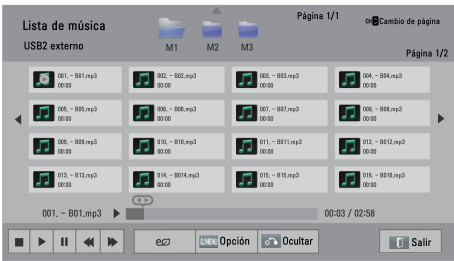 Lista de música
Página 1/1
CH Cambio de página
USB2 externo
M1
M2
M3
Página 1/2
001. - B01.mp3
00:00
002. - B02.mp3
00:00
003. - B03.mp3
00:00
004. - B04.mp3
00:00
005. - B05.mp3
00:00
006. - B06.mp3
00:00
007. - B07.mp3
00:00
008. - B08.mp3
00:00
009. - B09.mp3
00:00
010. - B10.mp3
00:00
011. - B011.mp3
00:00
012. - B012.mp3
00:00
013. - B13.mp3
00:00
014. - B014.mp3
00:00
015. - B15.mp3
00:00
016. - B016.mp3
00:00
001. - B01.mp3
00:03 / 02:58
Q.MENU Opción
Ocultar
Salir